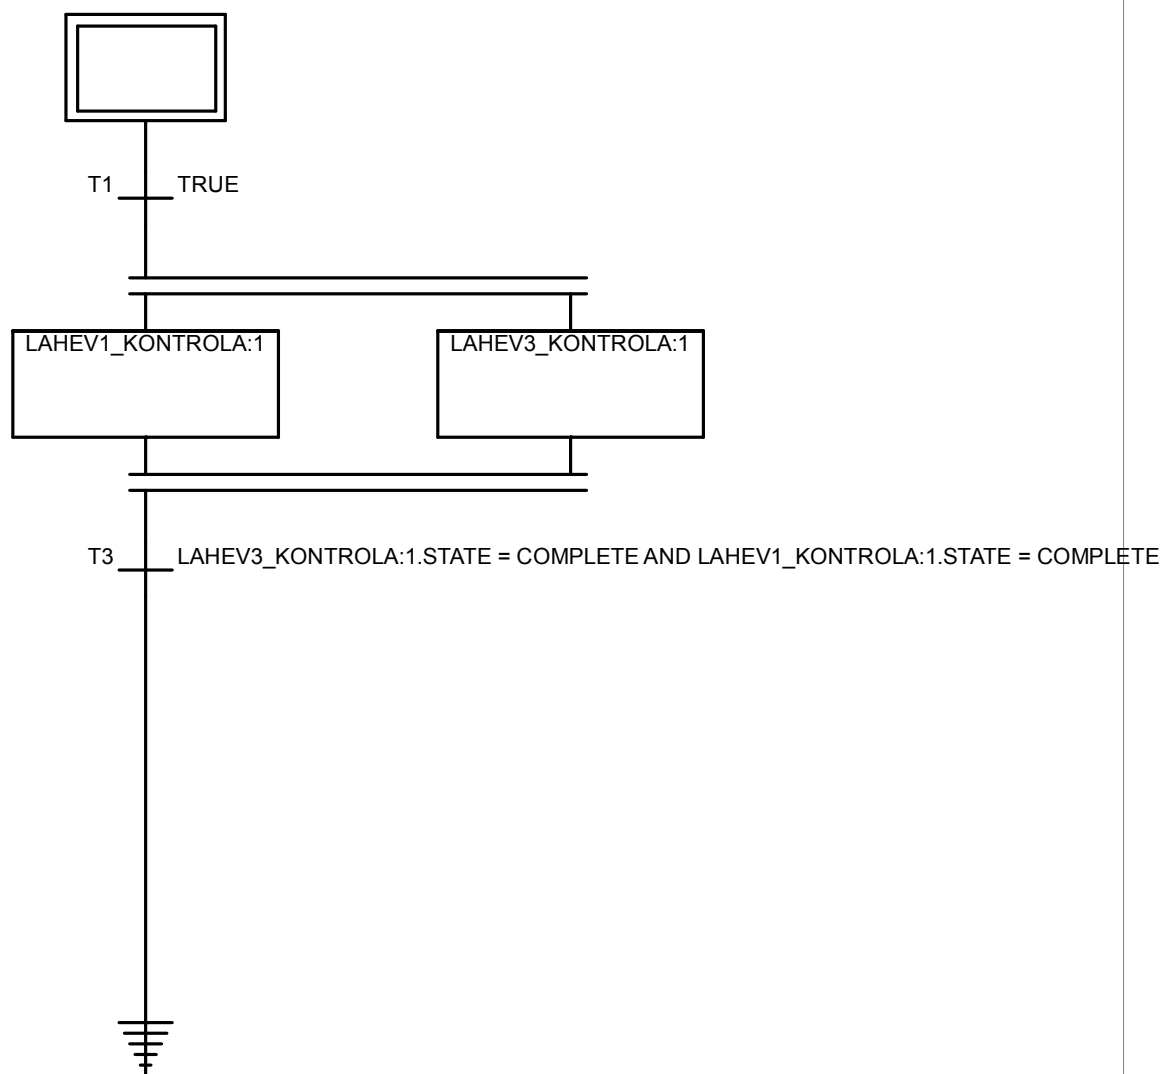 T1 TRUE
LAHEV1_KONTROLA:1 LAHEV3_KONTROLA:1
T3 LAHEV3_KONTROLA:1.STATE = COMPLETE AND LAHEV1_KONTROLA:1.STATE = COMPLETE